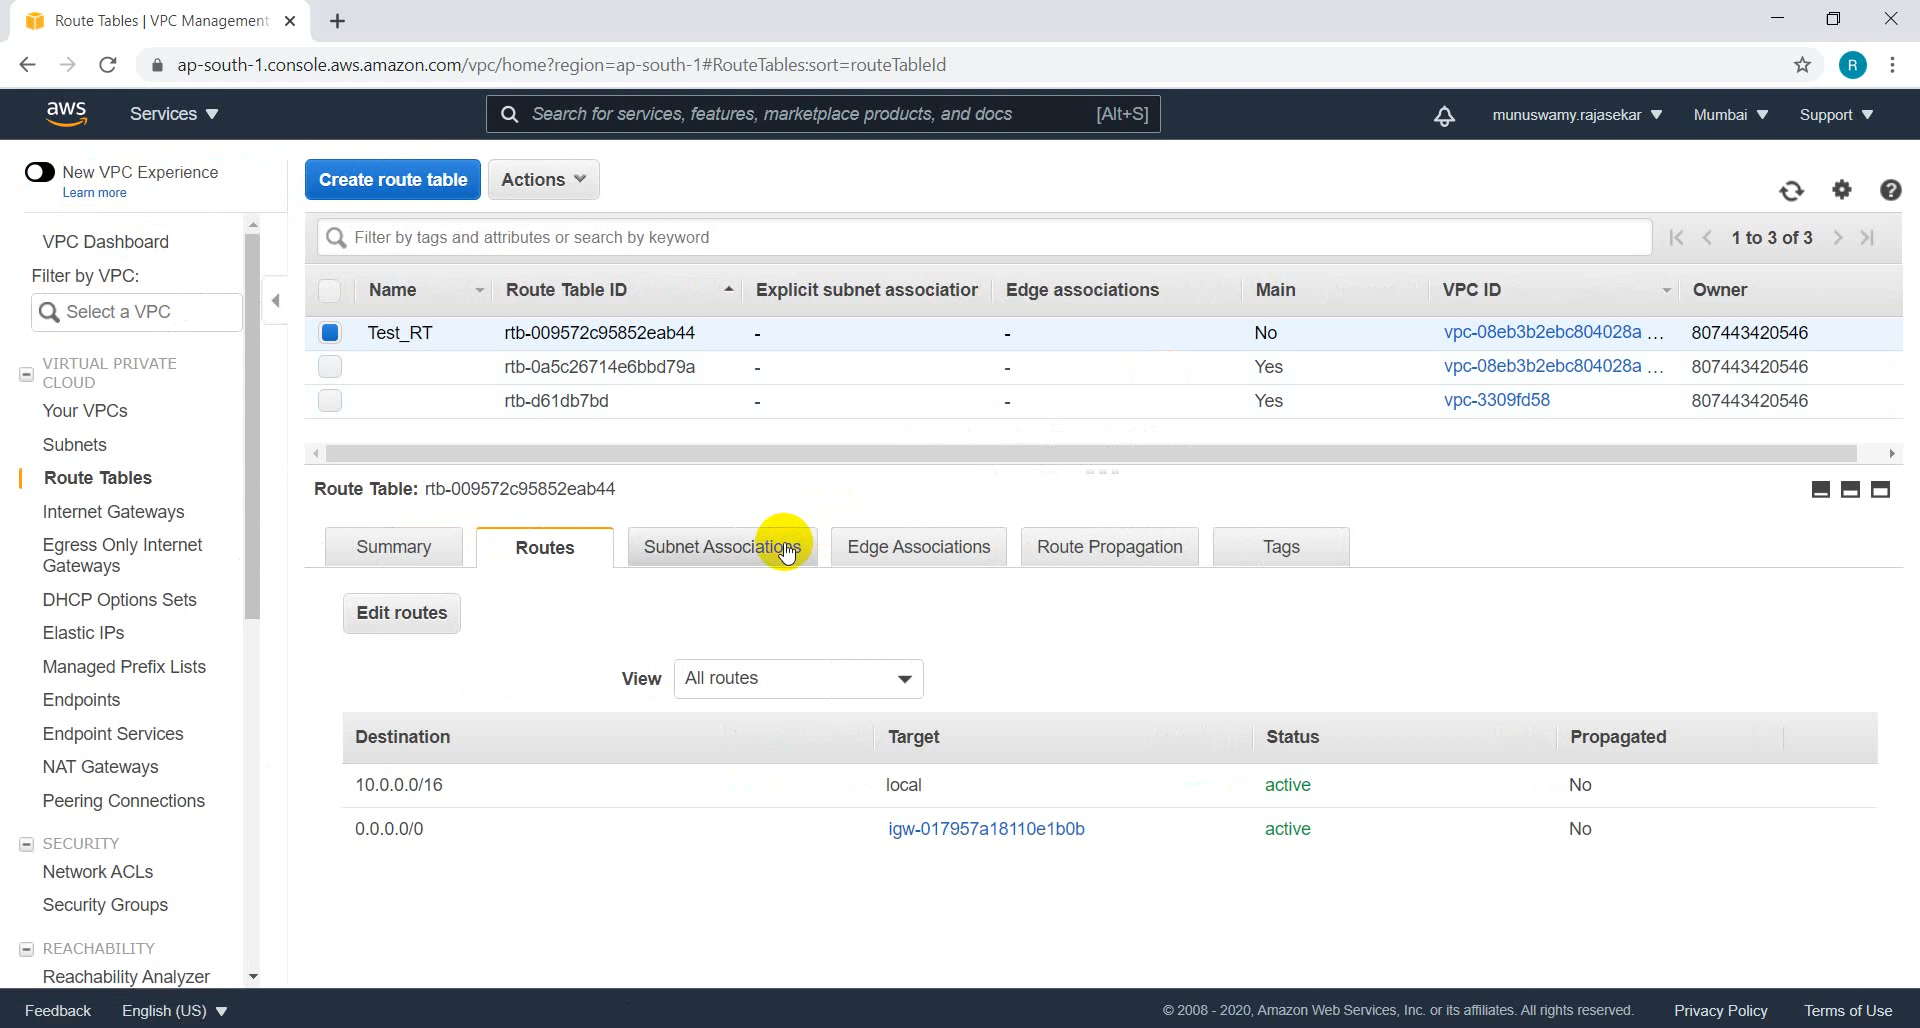 Route Tables | VPC Management
ap-south-1.console.aws.amazon.com/vpc/home?region=ap-south-1#RouteTables:sort=routeTableId
R
aws
Services
Search for services, features, marketplace products, and docs
[Alt+S]
munuswamy.rajasekar
Mumbai
Support
New VPC Experience
Learn more
VPC Dashboard
Filter by VPC:
Select a VPC
VIRTUAL PRIVATE
CLOUD
Your VPCs
Subnets
Route Tables
Internet Gateways
Egress Only Internet
Gateways
DHCP Options Sets
Elastic IPs
Managed Prefix Lists
Endpoints
Endpoint Services
NAT Gateways
Peering Connections
SECURITY
Network ACLs
Security Groups
REACHABILITY
Reachability Analyzer
Create route table
Actions
Filter by tags and attributes or search by keyword
1 to 3 of 3
Name Route Table ID Explicit subnet association Edge associations Main VPC ID Owner
Test_RT rtb-009572c95852eab44 - - No vpc-08eb3b2ebc804028a ... 807443420546
rtb-0a5c26714e6bbd79a - - Yes vpc-08eb3b2ebc804028a ... 807443420546
rtb-d61db7bd - - Yes vpc-3309fd58 807443420546
Route Table: rtb-009572c95852eab44
Summary Routes Subnet Associations Edge Associations Route Propagation Tags
Edit routes
View All routes
Destination Target Status Propagated
10.0.0.0/16 local active No
0.0.0.0/0 igw-017957a18110e1b0b active No
Feedback English (US) © 2008 - 2020, Amazon Web Services, Inc. or its affiliates. All rights reserved. Privacy Policy Terms of Use